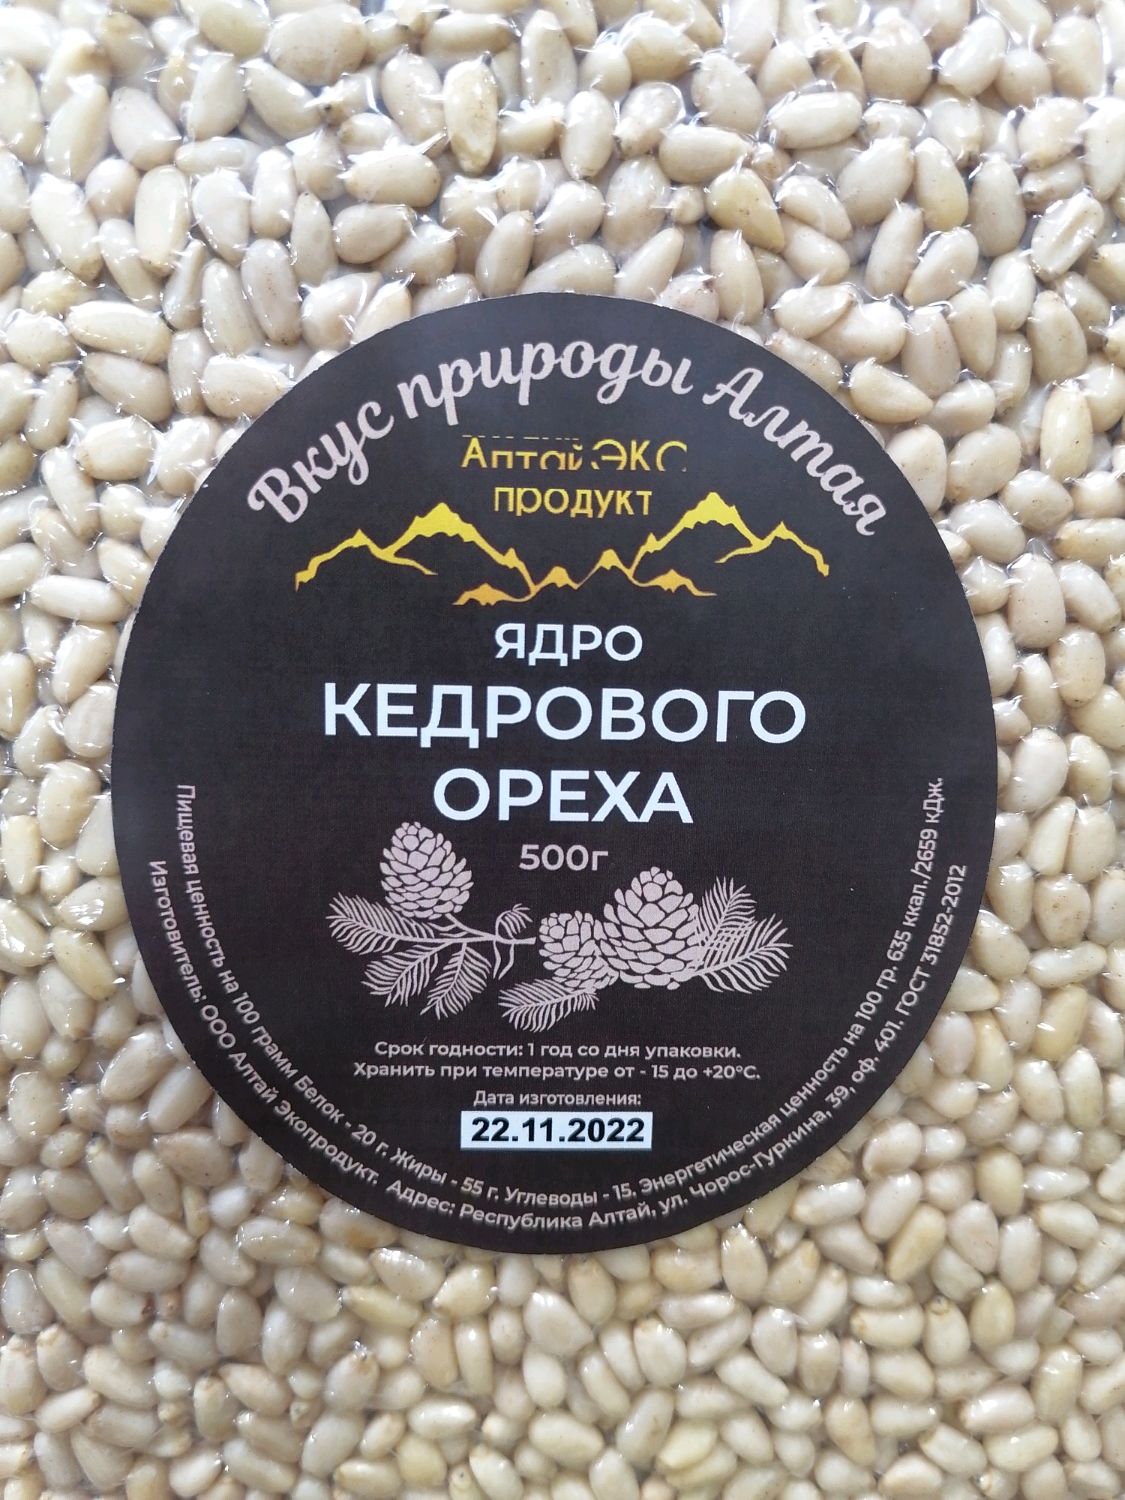 Вкус природы Алтая
Алтай ЭКО
продукт
ЯДРО
КЕДРОВОГО
ОРЕХА
500г
Срок годности: 1 год со дня упаковки.
Хранить при температуре от - 15 до +20°С.
Дата изготовления:
22.11.2022
Пищевая ценность на 100 грамм Белок - 20 г. Жиры - 55 г. Углеводы - 15. Энергетическая ценность на 100 гр. 635 ккал./2659 кДж.
Изготовитель: ООО Алтай Экопродукт. Адрес: Республика Алтай, ул. Чорос-Гуркина, 39, оф. 401. ГОСТ 31852-2012